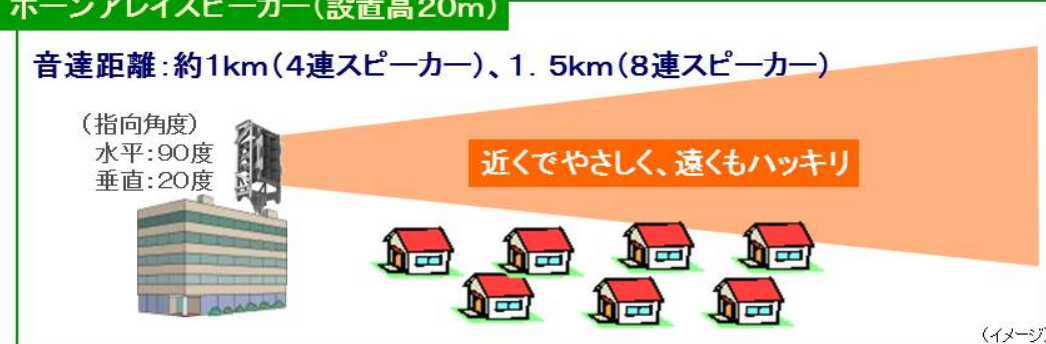 ホーンアレイスピーカー(設置高20m)
音達距離:約1km(4連スピーカー)、1.5km(8連スピーカー)
(指向角度)
水平:90度
垂直:20度
近くでやさしく、遠くもハッキリ
(イメージ)